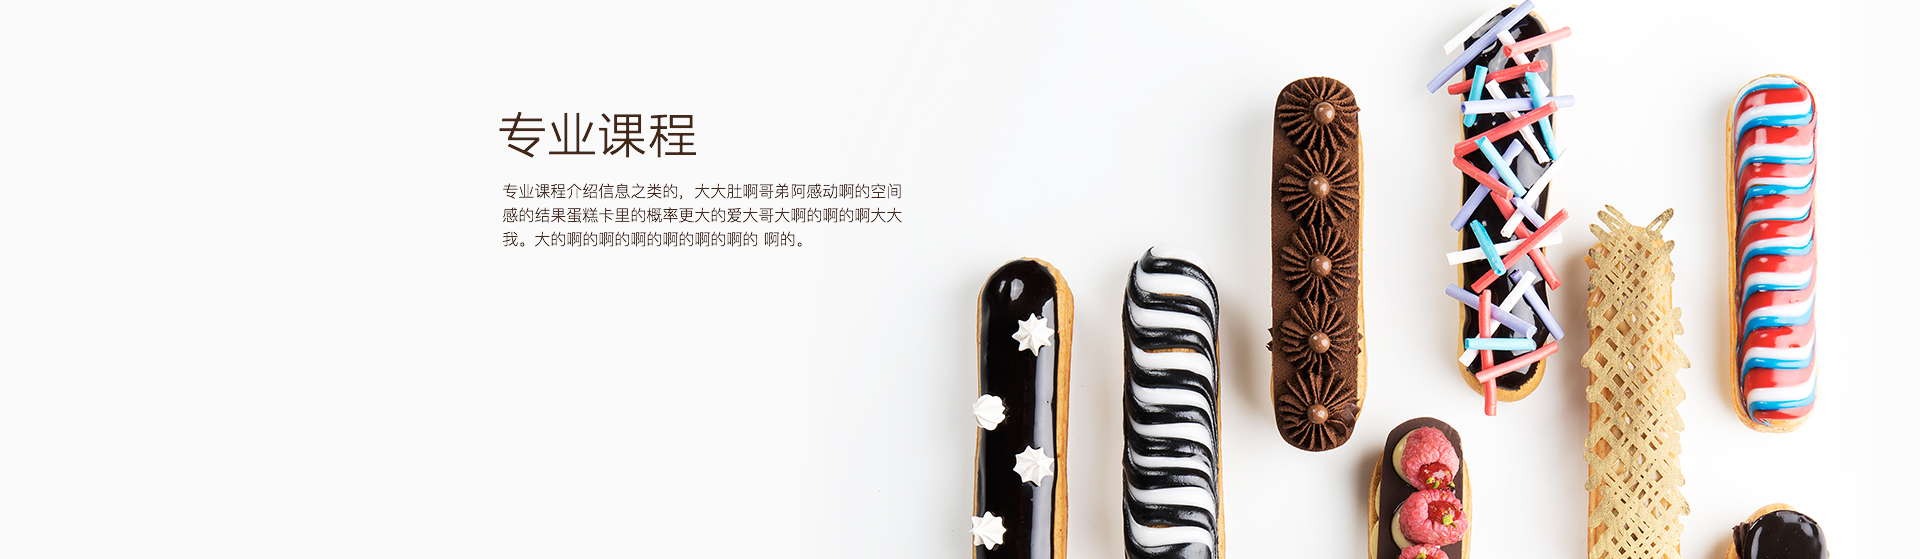 专业课程
专业课程介绍信息之类的，大大肚啊哥弟阿感动啊的空间
感的结果蛋糕卡里的概率更大的爱大哥大啊的啊的啊大大
我。大的啊的啊的啊的啊的啊的啊的 啊的。